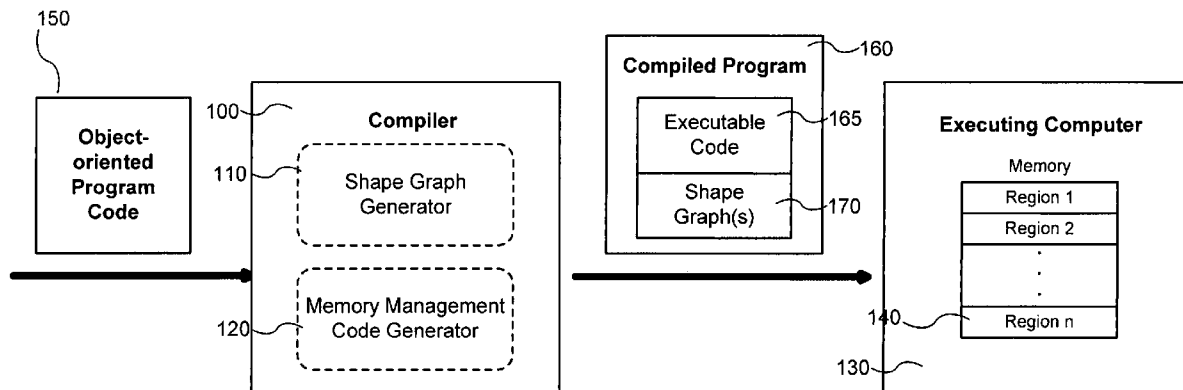 150
Object-
oriented
Program
Code
100
Compiler
110
Shape Graph
Generator
120
Memory Management
Code Generator
160
Compiled Program
165
Executable
Code
170
Shape
Graph(s)
Executing Computer
Memory
Region 1
Region 2
.
.
.
Region n
140
130